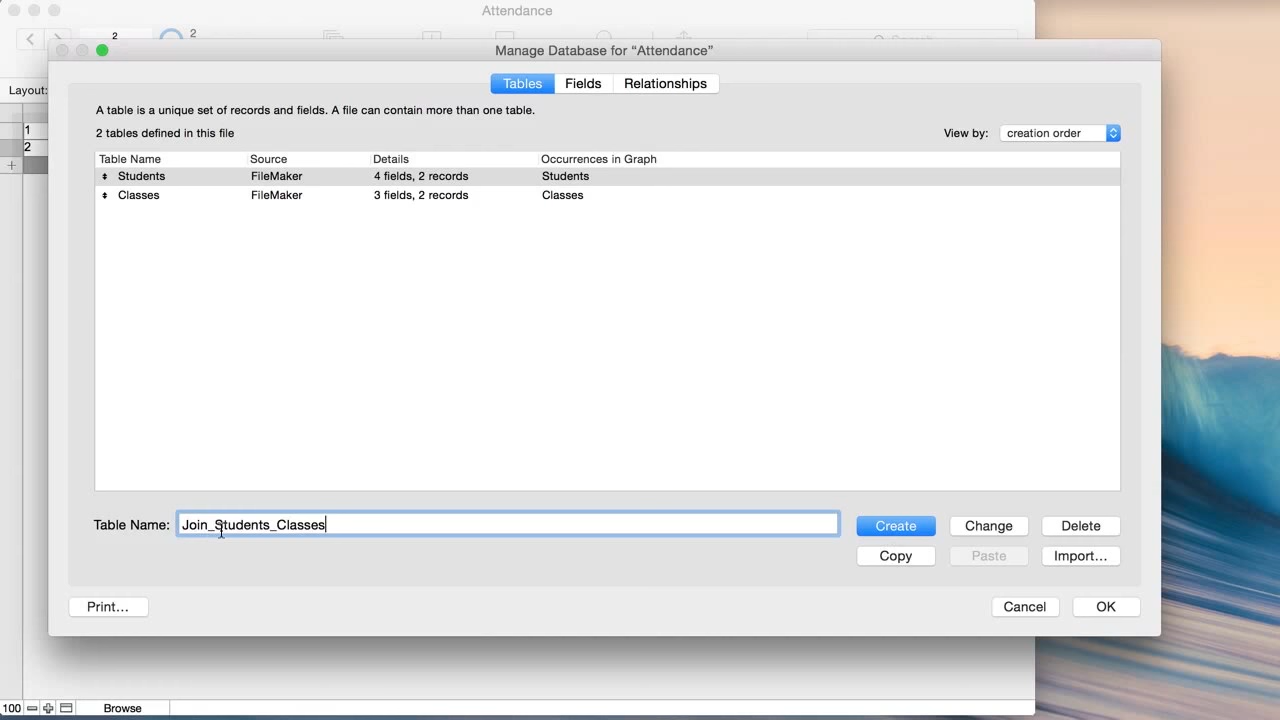 Attendance
2
2
Manage Database for “Attendance”
Layout:
Tables Fields Relationships
A table is a unique set of records and fields. A file can contain more than one table.
2 tables defined in this file
View by: creation order
1
2
Table Name Source Details Occurrences in Graph
Students FileMaker 4 fields, 2 records Students
Classes FileMaker 3 fields, 2 records Classes
Table Name: Join_Students_Classes
Create Change Delete
Copy Paste Import...
Print... Cancel OK
100 Browse